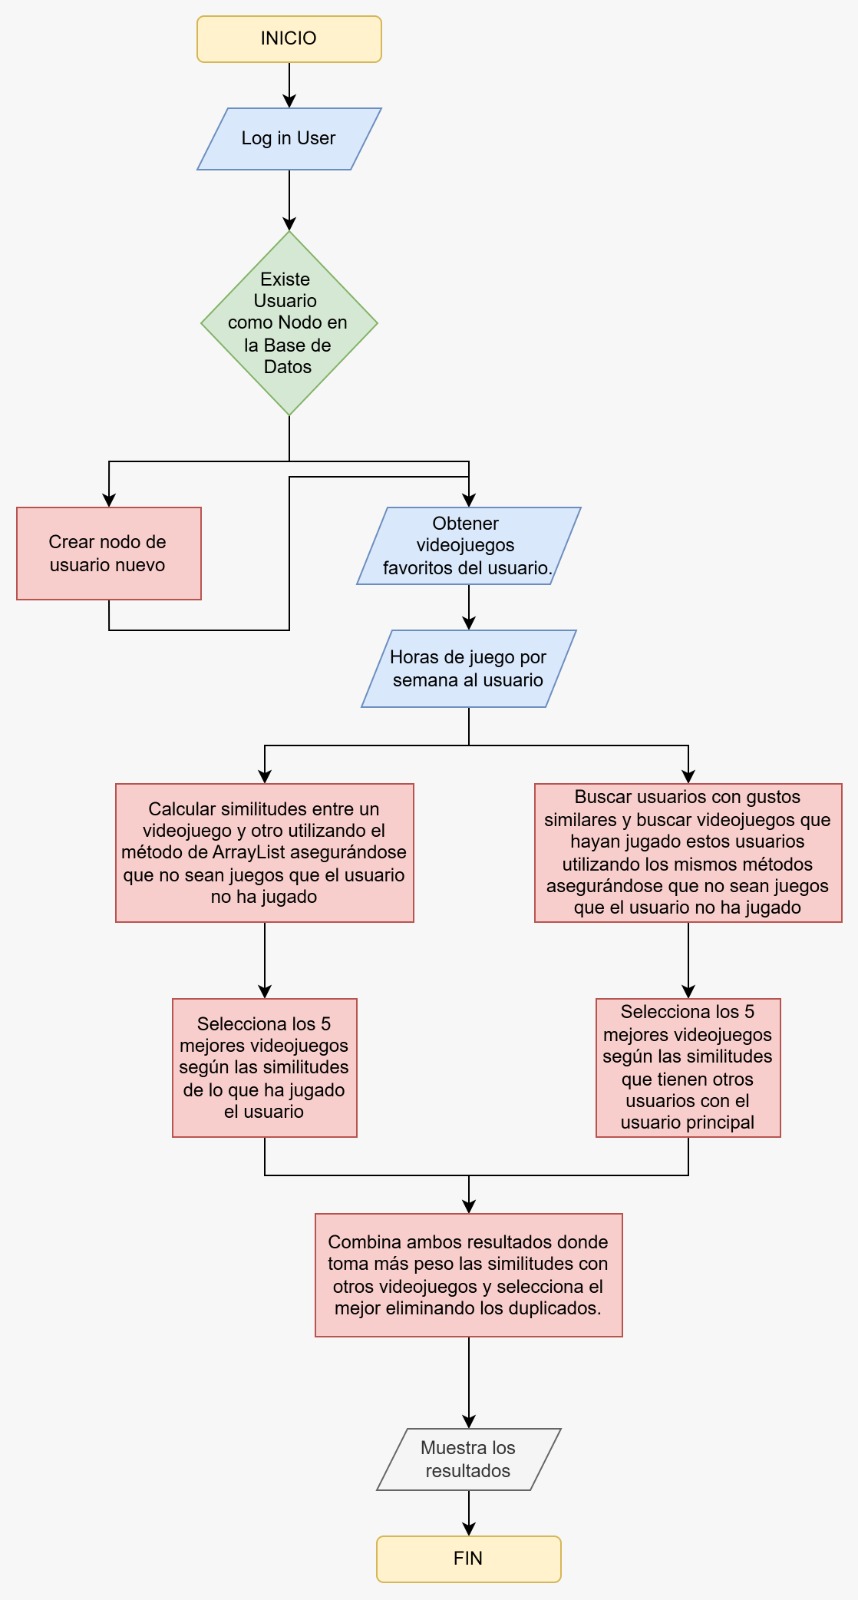 INICIO
Log in User
Existe
Usuario
como Nodo en
la Base de
Datos
Crear nodo de
usuario nuevo
Obtener
videojuegos
favoritos del usuario.
Horas de juego por
semana al usuario
Calcular similitudes entre un
videojuego y otro utilizando el
método de ArrayList asegurándose
que no sean juegos que el usuario
no ha jugado
Buscar usuarios con gustos
similares y buscar videojuegos que
hayan jugado estos usuarios
utilizando los mismos métodos
asegurándose que no sean juegos
que el usuario no ha jugado
Selecciona los 5
mejores videojuegos
según las similitudes
de lo que ha jugado
el usuario
Selecciona los 5
mejores videojuegos
según las similitudes
que tienen otros
usuarios con el
usuario principal
Combina ambos resultados donde
toma más peso las similitudes con
otros videojuegos y selecciona el
mejor eliminando los duplicados.
Muestra los
resultados
FIN